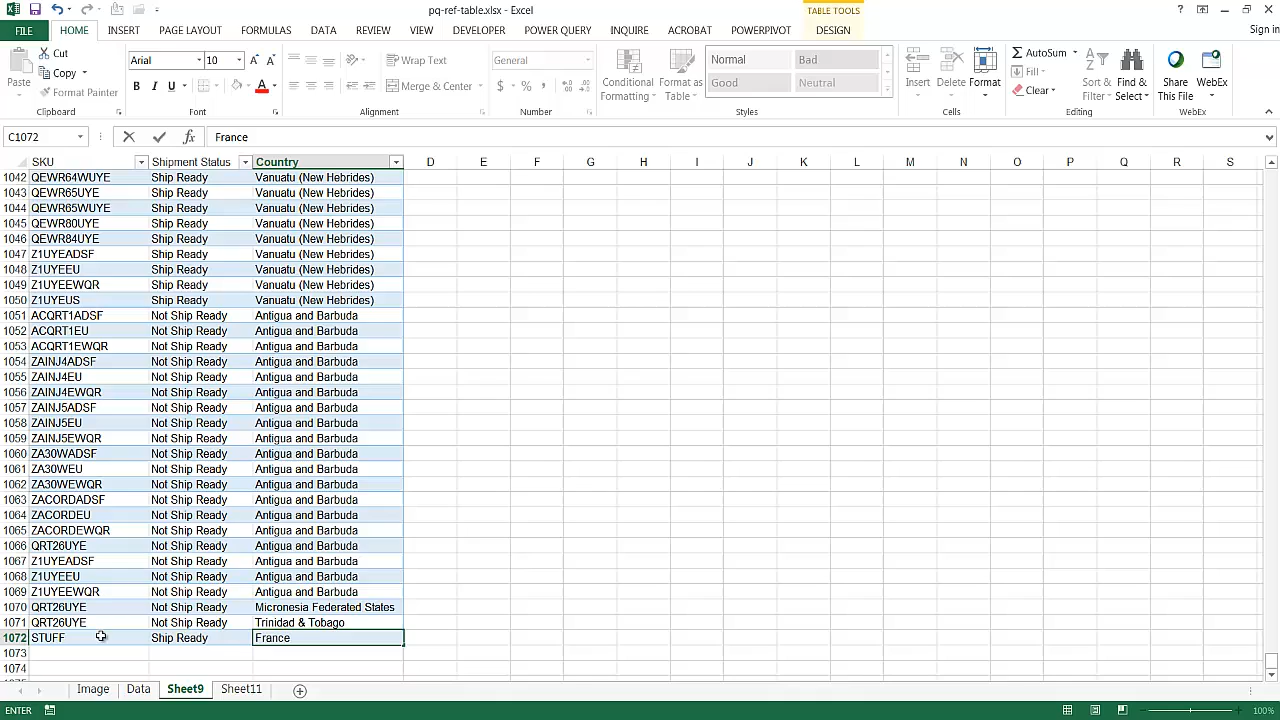 pq-ref-table.xlsx - Excel
TABLE TOOLS
Sign in
FILE HOME INSERT PAGE LAYOUT FORMULAS DATA REVIEW VIEW DEVELOPER POWER QUERY INQUIRE ACROBAT POWERPIVOT DESIGN
Paste
Cut
Copy
Format Painter
Clipboard
Arial 10
B I U
Font
Wrap Text
Merge & Center
Alignment
General
$ % ,
Number
Conditional Formatting
Format as Table
Normal Bad
Good Neutral
Styles
Insert Delete Format
Cells
AutoSum
Fill
Clear
Sort & Filter
Find & Select
Editing
Share This File
WebEx
WebEx
C1072 fx France
SKU Shipment Status Country D E F G H I J K L M N O P Q R S
1042 QEWR64WUYE Ship Ready Vanuatu (New Hebrides)
1043 QEWR65UYE Ship Ready Vanuatu (New Hebrides)
1044 QEWR65WUYE Ship Ready Vanuatu (New Hebrides)
1045 QEWR80UYE Ship Ready Vanuatu (New Hebrides)
1046 QEWR84UYE Ship Ready Vanuatu (New Hebrides)
1047 Z1UYEADSF Ship Ready Vanuatu (New Hebrides)
1048 Z1UYEEU Ship Ready Vanuatu (New Hebrides)
1049 Z1UYEEWQR Ship Ready Vanuatu (New Hebrides)
1050 Z1UYEUS Ship Ready Vanuatu (New Hebrides)
1051 ACQRT1ADSF Not Ship Ready Antigua and Barbuda
1052 ACQRT1EU Not Ship Ready Antigua and Barbuda
1053 ACQRT1EWQR Not Ship Ready Antigua and Barbuda
1054 ZAINJ4ADSF Not Ship Ready Antigua and Barbuda
1055 ZAINJ4EU Not Ship Ready Antigua and Barbuda
1056 ZAINJ4EWQR Not Ship Ready Antigua and Barbuda
1057 ZAINJ5ADSF Not Ship Ready Antigua and Barbuda
1058 ZAINJ5EU Not Ship Ready Antigua and Barbuda
1059 ZAINJ5EWQR Not Ship Ready Antigua and Barbuda
1060 ZA30WADSF Not Ship Ready Antigua and Barbuda
1061 ZA30WEU Not Ship Ready Antigua and Barbuda
1062 ZA30WEWQR Not Ship Ready Antigua and Barbuda
1063 ZACORDADSF Not Ship Ready Antigua and Barbuda
1064 ZACORDEU Not Ship Ready Antigua and Barbuda
1065 ZACORDEWQR Not Ship Ready Antigua and Barbuda
1066 QRT26UYE Not Ship Ready Antigua and Barbuda
1067 Z1UYEADSF Not Ship Ready Antigua and Barbuda
1068 Z1UYEEU Not Ship Ready Antigua and Barbuda
1069 Z1UYEEWQR Not Ship Ready Antigua and Barbuda
1070 QRT26UYE Not Ship Ready Micronesia Federated States
1071 QRT26UYE Not Ship Ready Trinidad & Tobago
1072 STUFF Ship Ready France
1073
1074
Image Data Sheet9 Sheet11
ENTER 100%